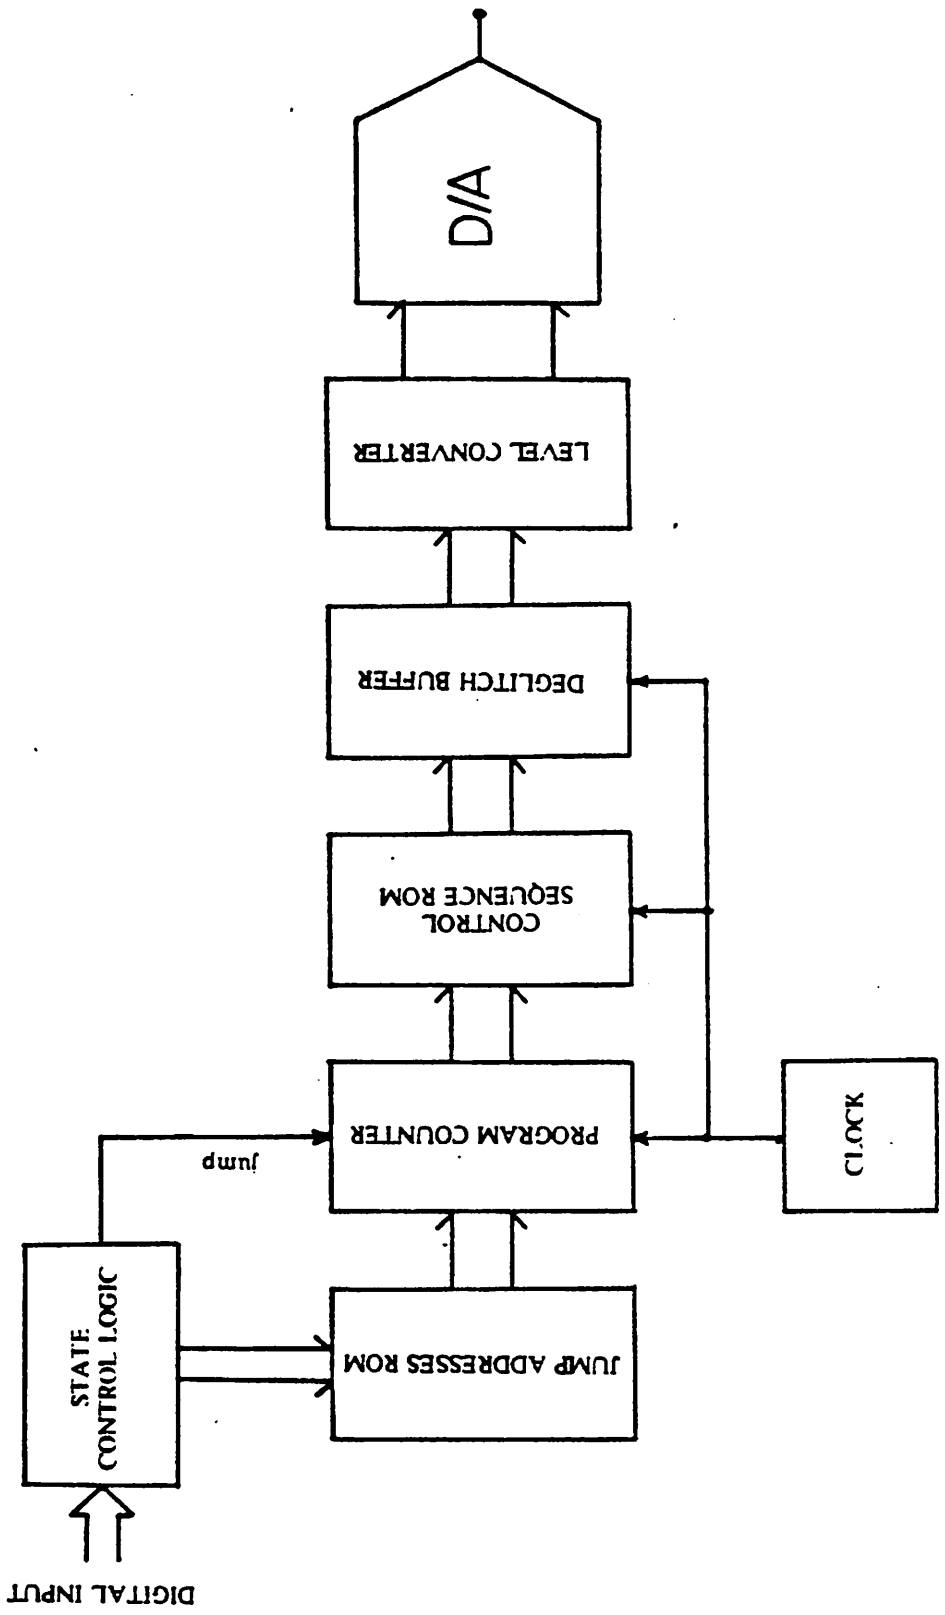 DIGITAL INPUT
STATE
CONTROL LOGIC
jump
JUMP ADDRESSES ROM
PROGRAM COUNTER
CONTROL
SEQUENCE ROM
DEGLITCH BUFFER
LEVEL CONVERTER
D/A
CLOCK